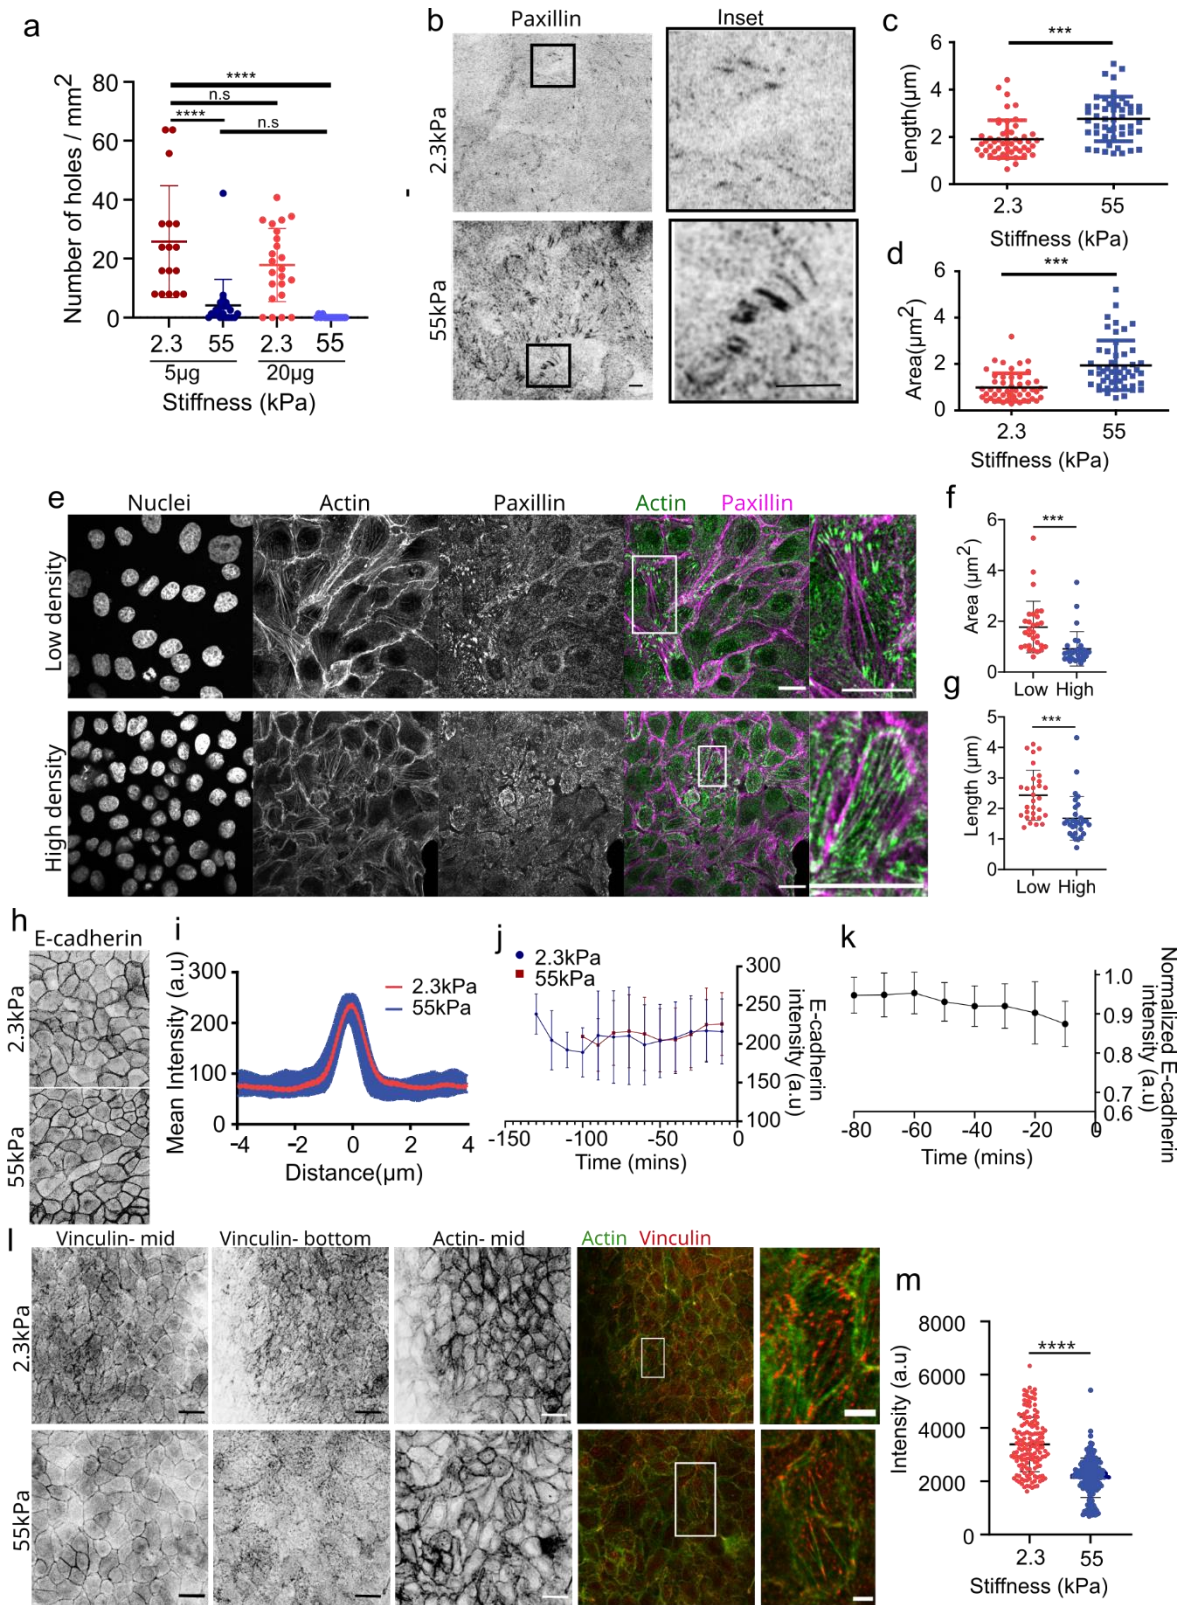 a
Number of holes / mm2
80
60
40
20
0
****
n.s
****
n.s
2.3
55
2.3
55
5µg
20µg
Stiffness (kPa)
b
Paxillin
Inset
2.3kPa
55kPa
c
Length(µm)
6
4
2
0
***
2.3
55
Stiffness (kPa)
d
Area(µm²)
6
4
2
0
***
2.3
55
Stiffness (kPa)
e
Nuclei
Actin
Paxillin
Actin
Paxillin
Low density
High density
f
Area (µm²)
6
4
2
0
***
Low
High
g
Length (µm)
5
4
3
2
1
0
***
Low
High
h
E-cadherin
2.3kPa
55kPa
i
Mean Intensity (a.u)
300
200
100
0
2.3kPa
55kPa
-4
-2
0
2
4
Distance(µm)
j
2.3kPa
55kPa
300
250
200
150
100
E-cadherin
intensity (a.u)
-150
-100
-50
0
Time (mins)
k
1.0
0.9
0.8
0.7
0.6
Normalized E-cadherin
intensity (a.u)
-80
-60
-40
-20
0
Time (mins)
l
Vinculin- mid
Vinculin- bottom
Actin- mid
Actin
Vinculin
2.3kPa
55kPa
m
Intensity (a.u)
8000
6000
4000
2000
0
****
2.3
55
Stiffness (kPa)